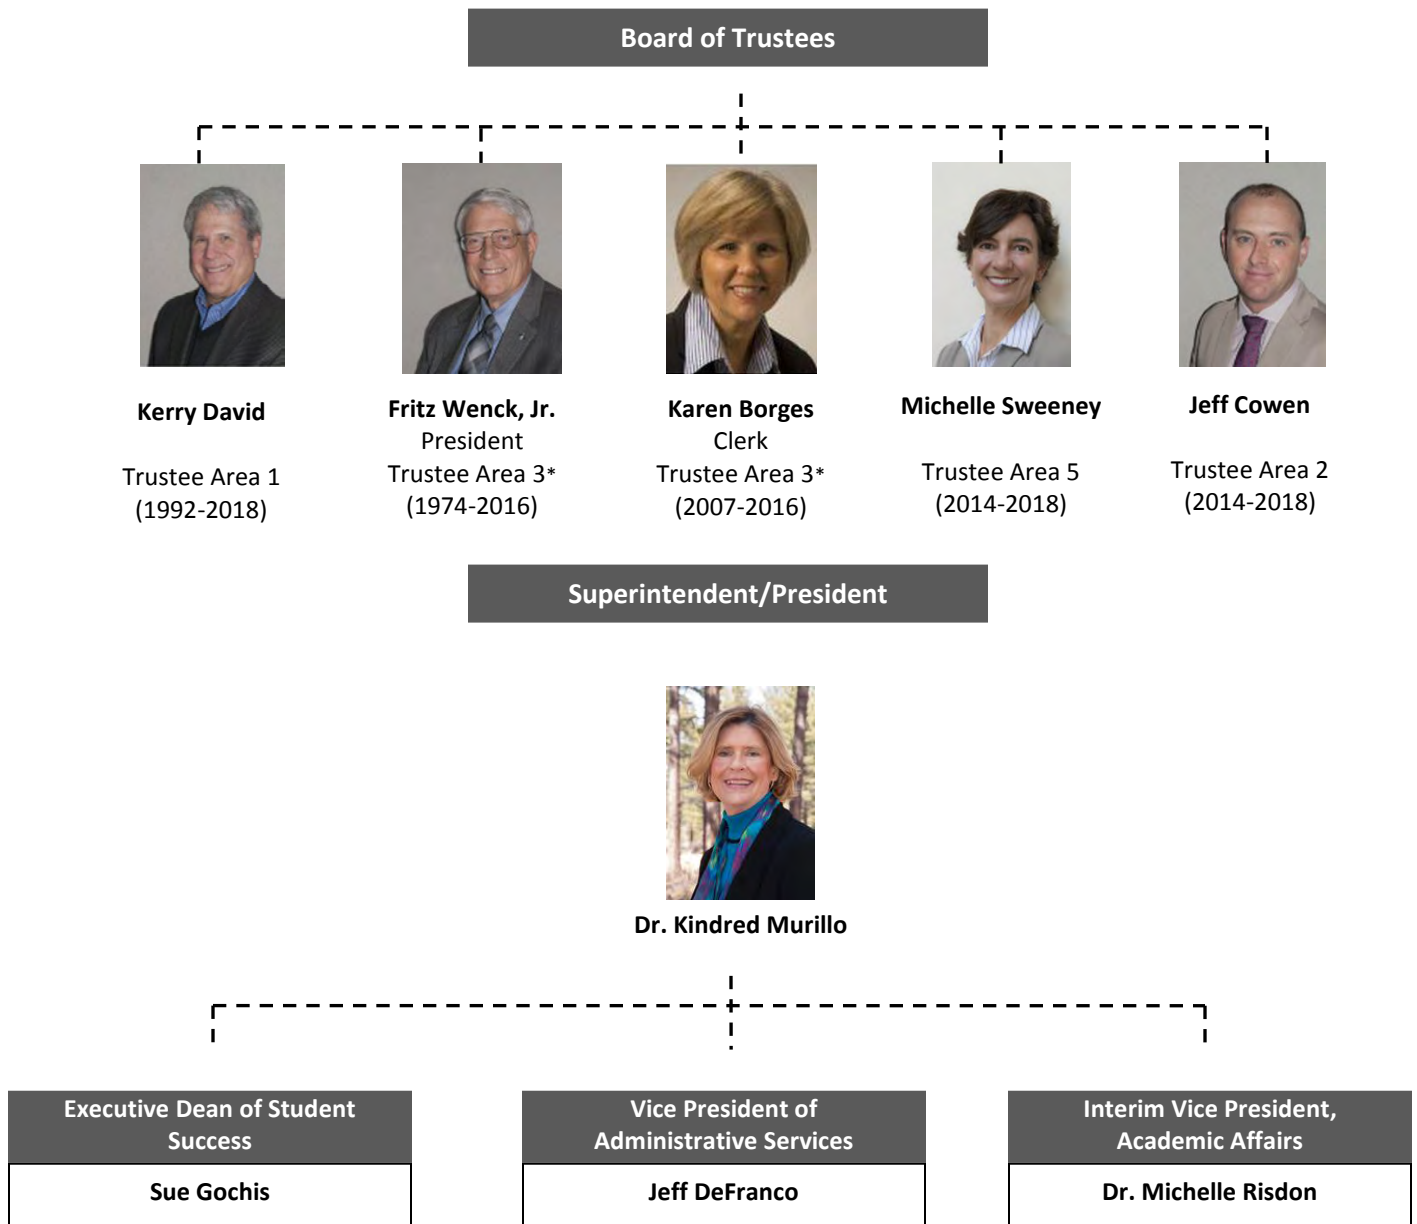 Board of Trustees
Kerry David
Trustee Area 1
(1992-2018)
Fritz Wenck, Jr.
President
Trustee Area 3*
(1974-2016)
Karen Borges
Clerk
Trustee Area 3*
(2007-2016)
Michelle Sweeney
Trustee Area 5
(2014-2018)
Jeff Cowen
Trustee Area 2
(2014-2018)
Superintendent/President
Dr. Kindred Murillo
Executive Dean of Student
Success
Sue Gochis
Vice President of
Administrative Services
Jeff DeFranco
Interim Vice President,
Academic Affairs
Dr. Michelle Risdon